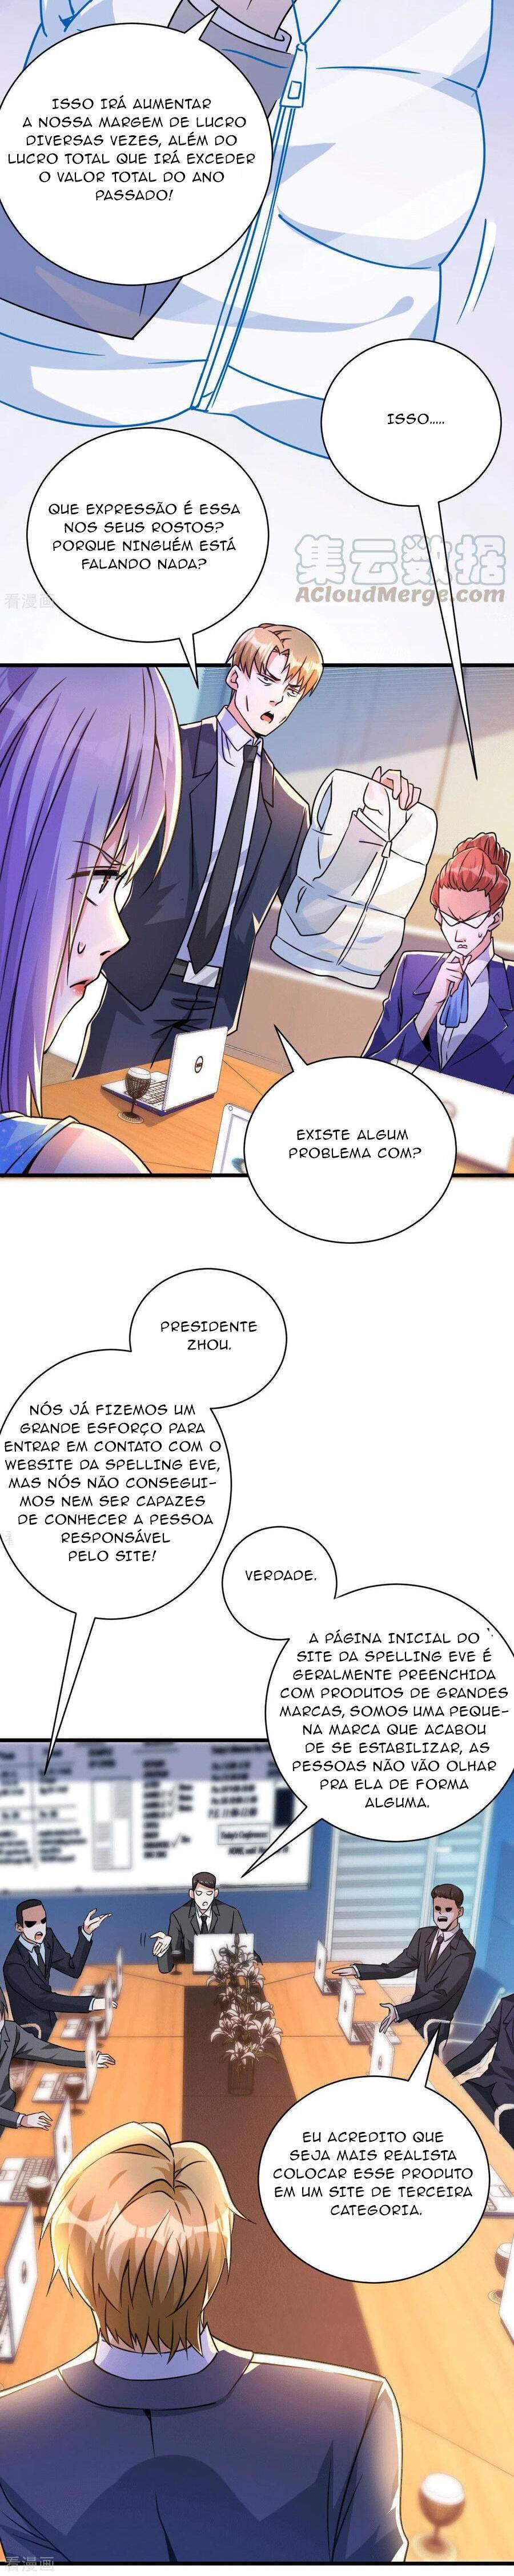 ISSO IRÁ AUMENTAR
A NOSSA MARGEM DE LUCRO
DIVERSAS VEZES, ALÉM DO
LUCRO TOTAL QUE IRÁ EXCEDER
O VALOR TOTAL DO ANO
PASSADO!
ISSO.....
QUE EXPRESSÃO É ESSA
NOS SEUS ROSTOS?
PORQUE NINGUÉM ESTÁ
FALANDO NADA?
集云数据
ACloudMerge.com
看漫画
EXISTE ALGUM
PROBLEMA COM?
PRESIDENTE
ZHOU.
NÓS JÁ FIZEMOS UM
GRANDE ESFORÇO PARA
ENTRAR EM CONTATO COM O
WEBSITE DA SPELLING EVE,
MAS NÓS NÃO CONSEGUI-
MOS NEM SER CAPAZES
DE CONHECER A PESSOA
RESPONSÁVEL
PELO SITE!
VERDADE.
A PÁGINA INICIAL DO
SITE DA SPELLING EVE É
GERALMENTE PREENCHIDA
COM PRODUTOS DE GRANDES
MARCAS, SOMOS UMA PEQUE-
NA MARCA QUE ACABOU
DE SE ESTABILIZAR, AS
PESSOAS NÃO VÃO OLHAR
PRA ELA DE FORMA
ALGUMA.
EU ACREDITO QUE
SEJA MAIS REALISTA
COLOCAR ESSE PRODUTO
EM UM SITE DE TERCEIRA
CATEGORIA.
看漫画